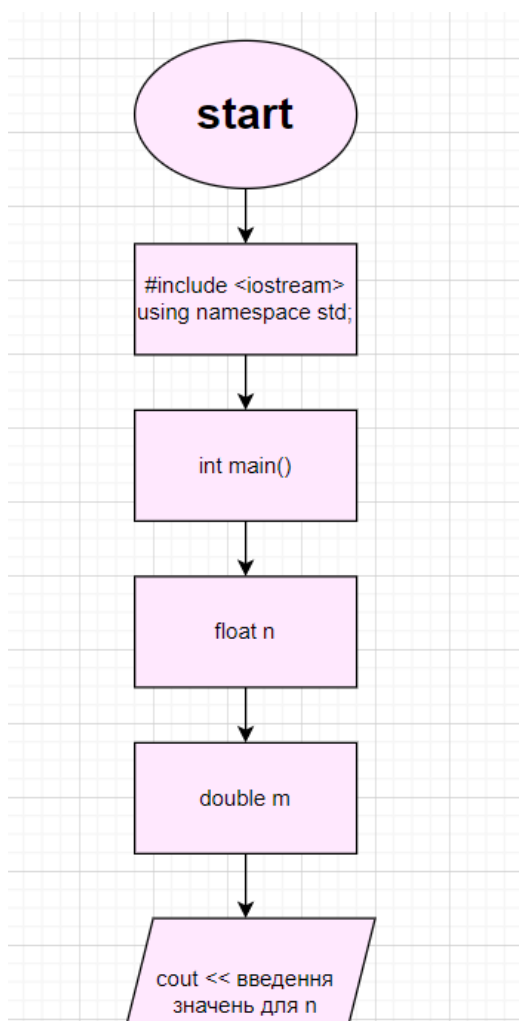 start
#include <iostream>
using namespace std;
int main()
float n
double m
cout << введення
значень для n